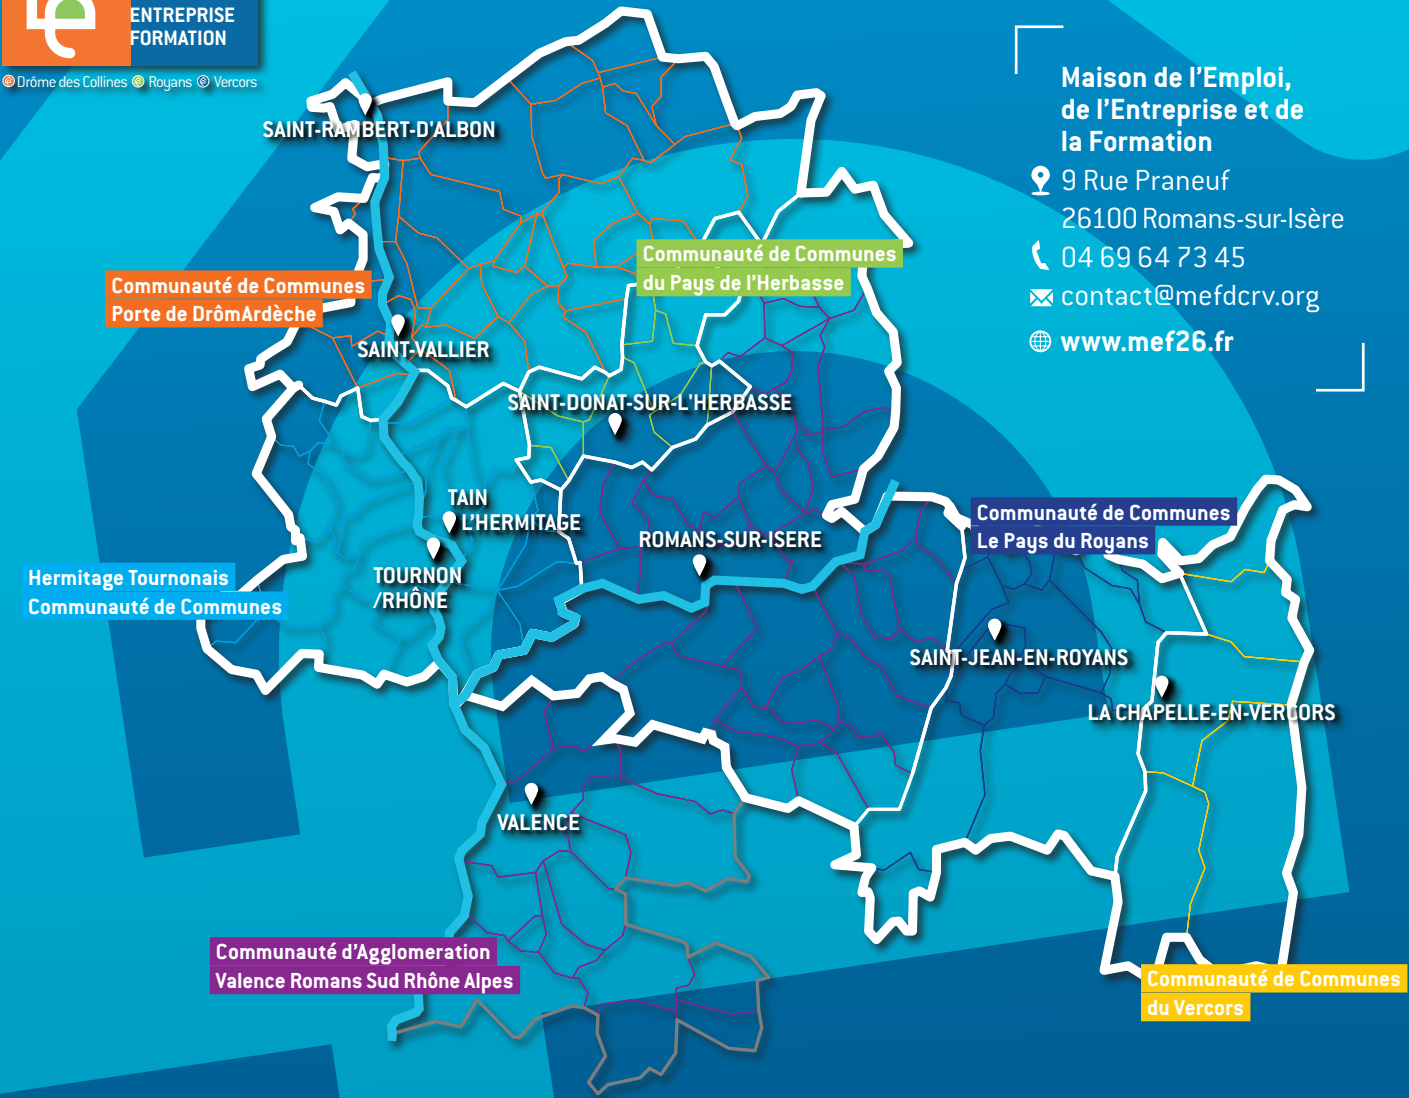 ENTREPRISE
FORMATION
Drôme des Collines Royans Vercors
Maison de l'Emploi,
de l'Entreprise et de
la Formation
9 Rue Praneuf
26100 Romans-sur-Isère
04 69 64 73 45
contact@mefdcrv.org
www.mef26.fr
SAINT-RAMBERT-D'ALBON
Communauté de Communes
du Pays de l'Herbasse
Communauté de Communes
Porte de DrômArdèche
SAINT-VALLIER
SAINT-DONAT-SUR-L'HERBASSE
TAIN
L'HERMITAGE
ROMANS-SUR-ISERE
Communauté de Communes
Le Pays du Royans
Hermitage Tournonais
Communauté de Communes
TOURNON
/RHÔNE
SAINT-JEAN-EN-ROYANS
LA CHAPELLE-EN-VERCORS
VALENCE
Communauté d'Agglomeration
Valence Romans Sud Rhône Alpes
Communauté de Communes
du Vercors